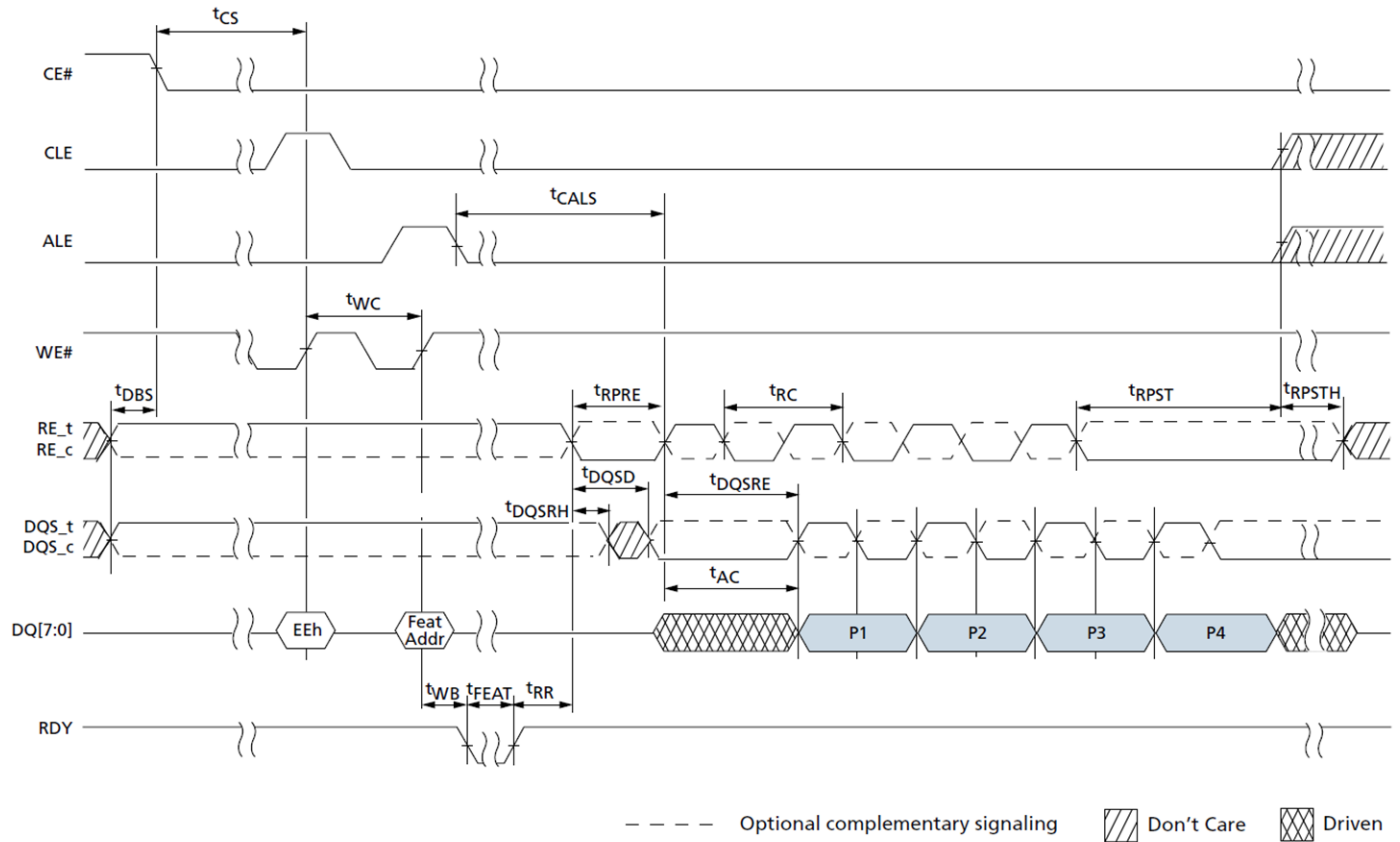 tCS
CE#
CLE
tCALS
ALE
tWC
WE#
tDBS
tRPRE
tRC
tRPST
tRPSTH
RE_t
RE_c
tDQSD
tDQSRE
tDQSRH
DQS_t
DQS_c
tAC
DQ[7:0]
EEh
Feat
Addr
P1
P2
P3
P4
tWB
tFEAT
tRR
RDY
Optional complementary signaling
Don't Care
Driven